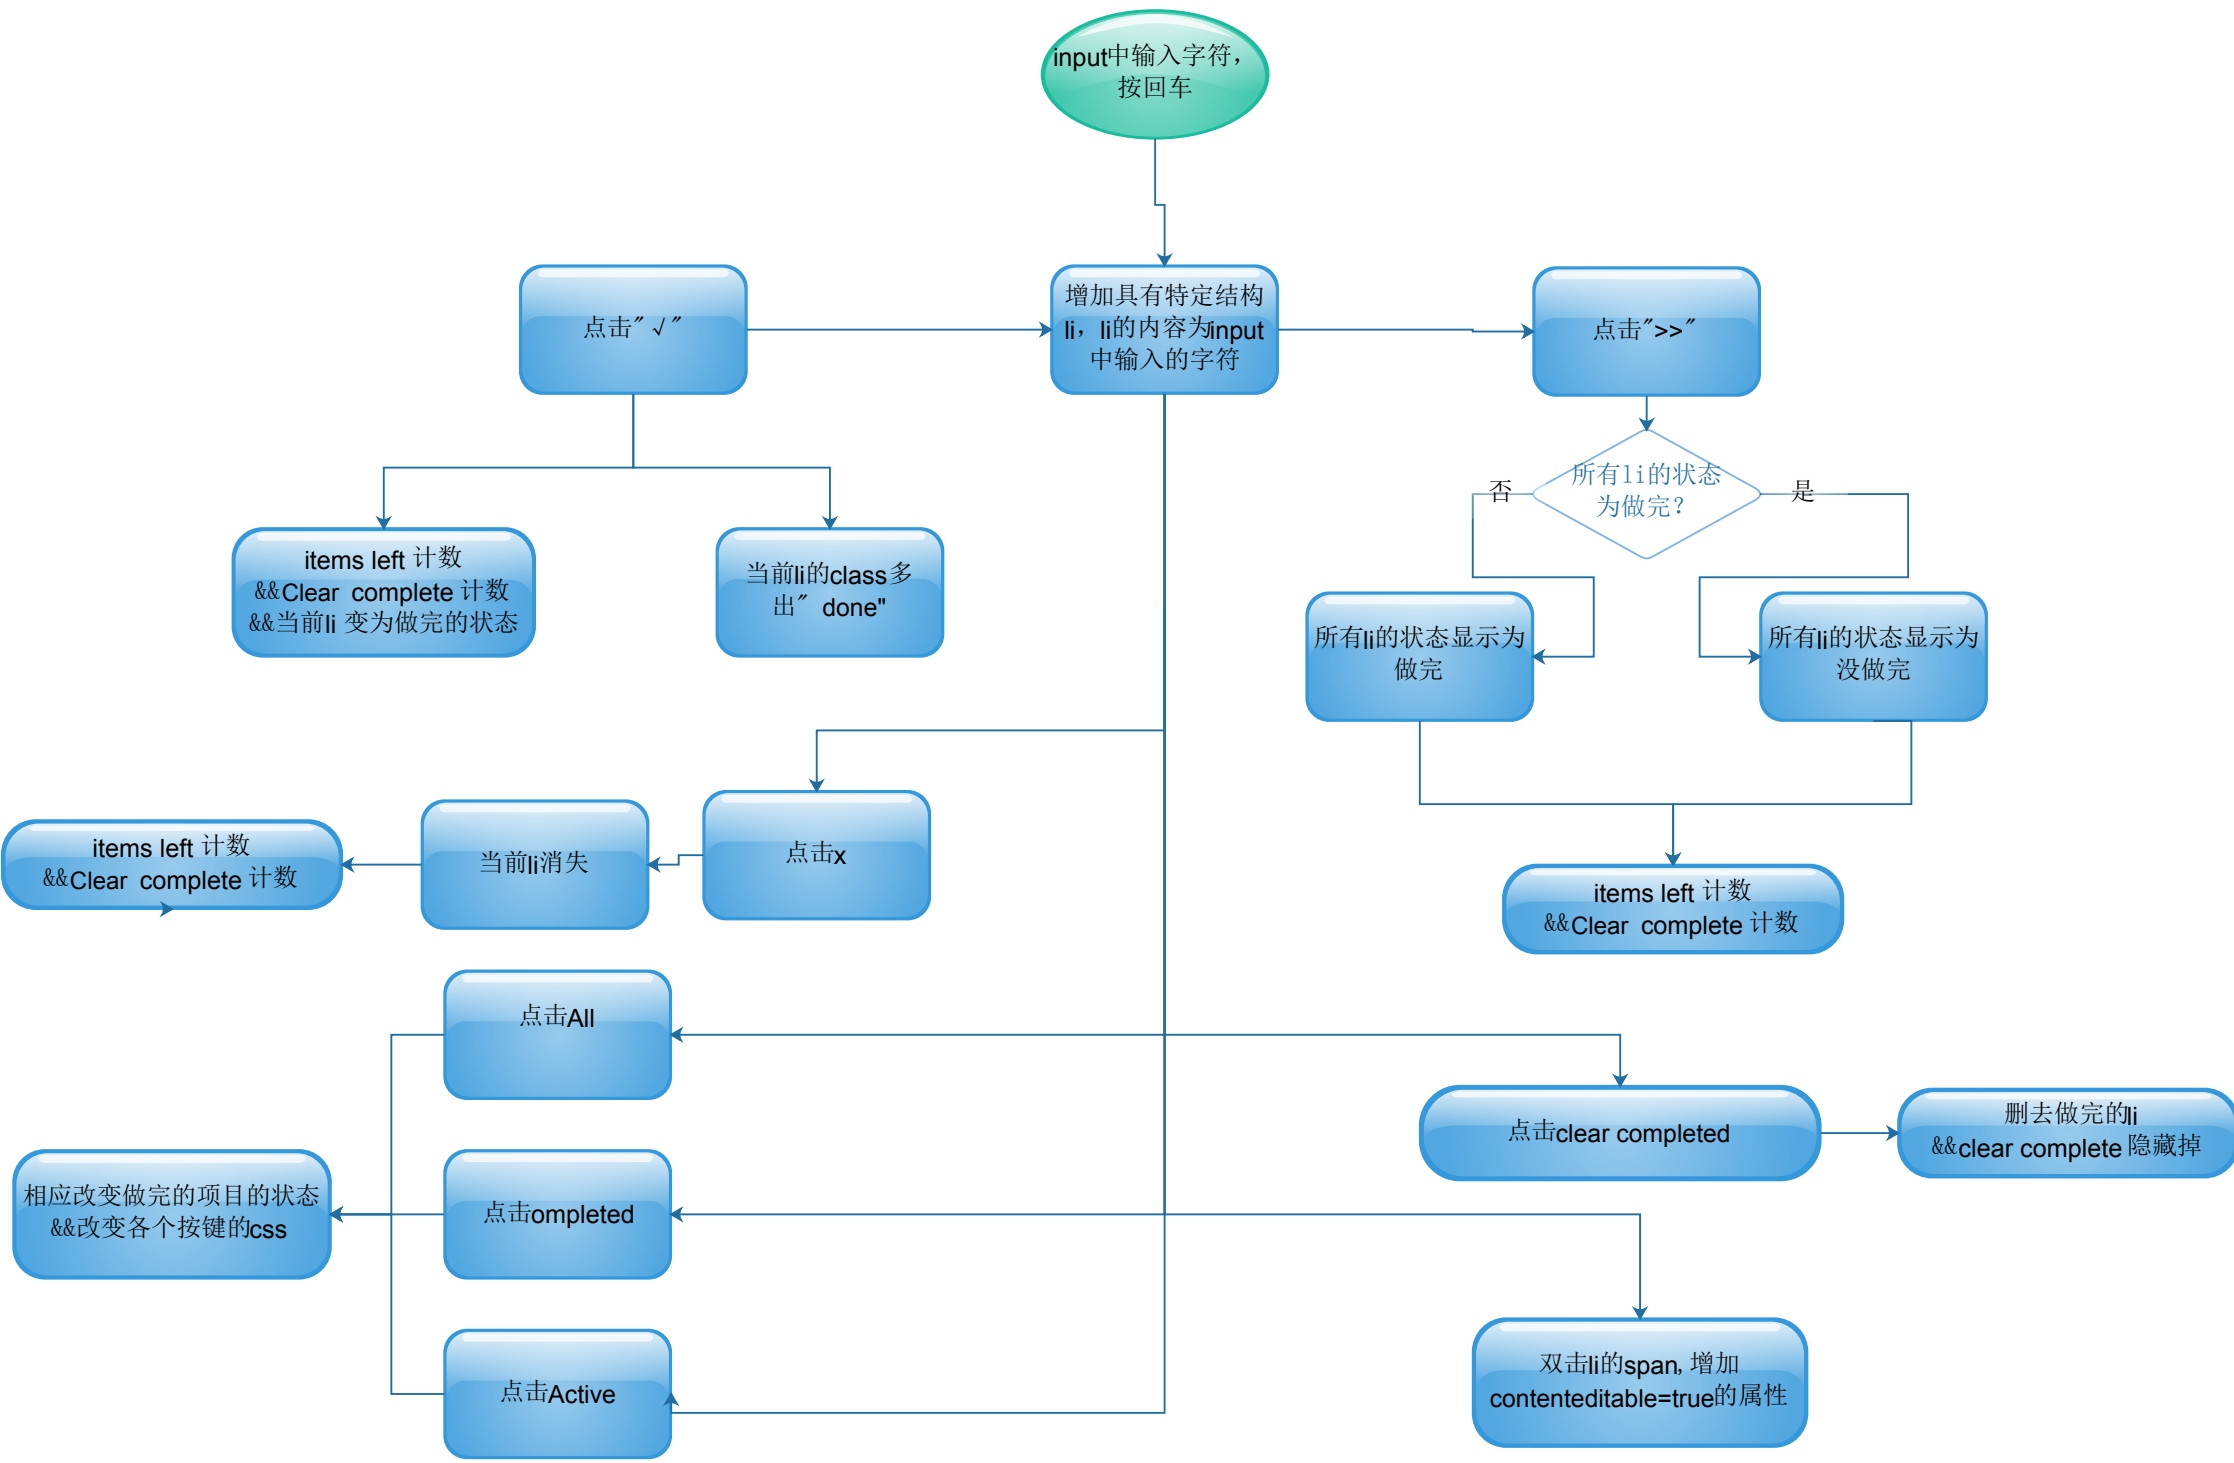 input中输入字符，
按回车
点击"√"
增加具有特定结构
li，li的内容为input
中输入的字符
点击">>"
所有li的状态
为做完？
否
是
items left 计数
&&Clear complete 计数
&&当前li 变为做完的状态
当前li的class多
出" done"
所有li的状态显示为
做完
所有li的状态显示为
没做完
items left 计数
&&Clear complete 计数
当前li消失
点击x
items left 计数
&&Clear complete 计数
点击All
点击clear completed
删去做完的li
&&clear complete 隐藏掉
相应改变做完的项目的状态
&&改变各个按键的css
点击ompleted
点击Active
双击li的span, 增加
contenteditable=true的属性